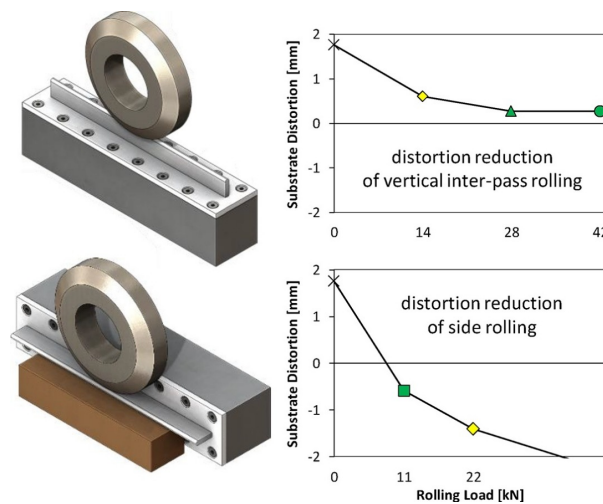 Substrate Distortion [mm]
2
1
0
-1
-2
distortion reduction
of vertical inter-pass rolling
0 14 28 42
Substrate Distortion [mm]
2
1
0
-1
-2
distortion reduction
of side rolling
0 11 22
Rolling Load [kN]